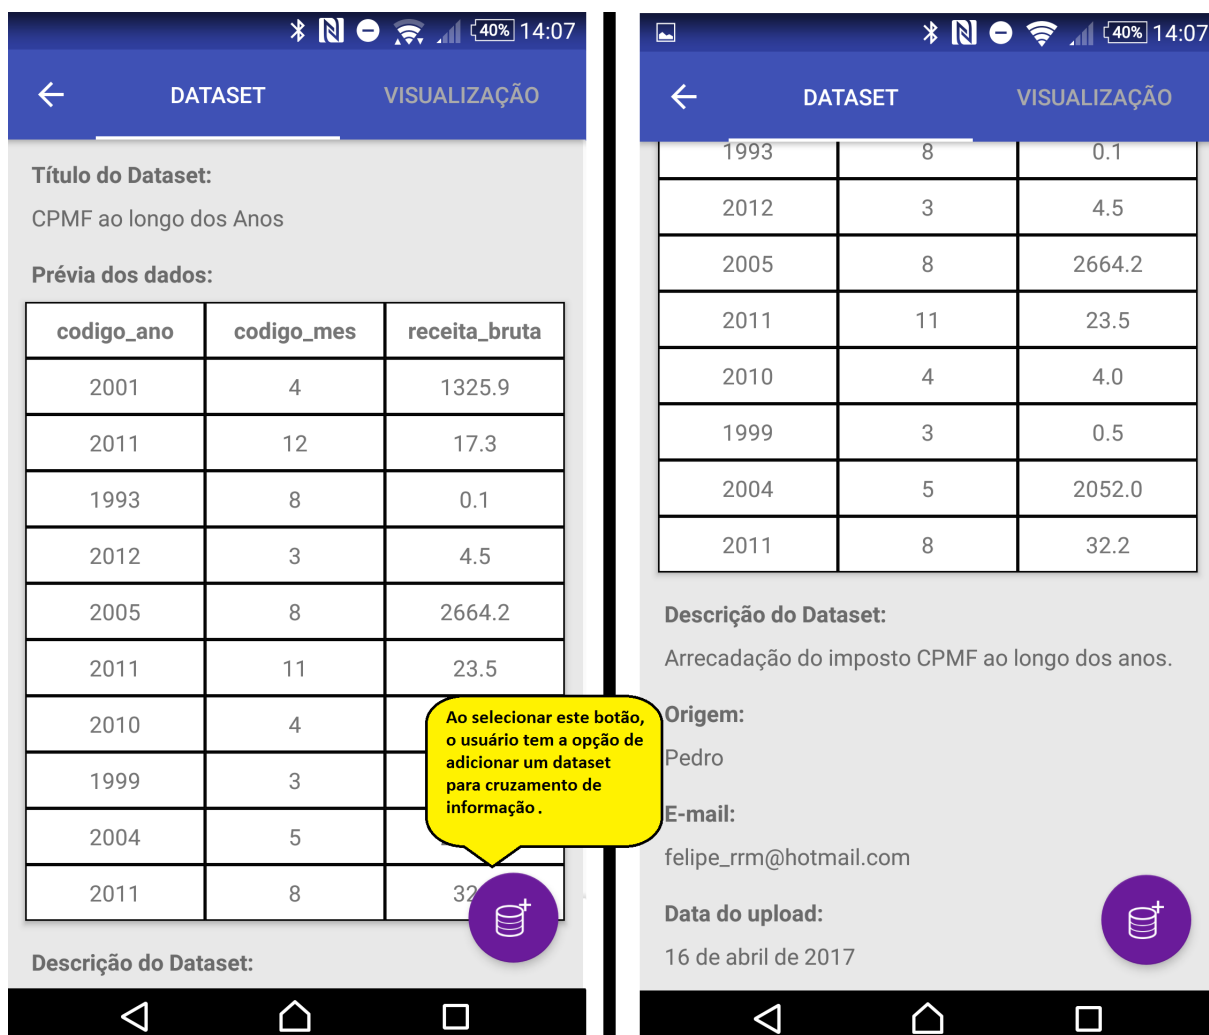 40% 14:07
DATASET VISUALIZAÇÃO
Título do Dataset:
CPMF ao longo dos Anos
Prévia dos dados:
codigo_ano codigo_mes receita_bruta
2001 4 1325.9
2011 12 17.3
1993 8 0.1
2012 3 4.5
2005 8 2664.2
2011 11 23.5
2010 4
1999 3
2004 5
2011 8 32
Descrição do Dataset:
Ao selecionar este botão,
o usuário tem a opção de
adicionar um dataset
para cruzamento de
informação .
40% 14:07
DATASET VISUALIZAÇÃO
1993 8 0.1
2012 3 4.5
2005 8 2664.2
2011 11 23.5
2010 4 4.0
1999 3 0.5
2004 5 2052.0
2011 8 32.2
Descrição do Dataset:
Arrecadação do imposto CPMF ao longo dos anos.
Origem:
Pedro
E-mail:
felipe_rrm@hotmail.com
Data do upload:
16 de abril de 2017